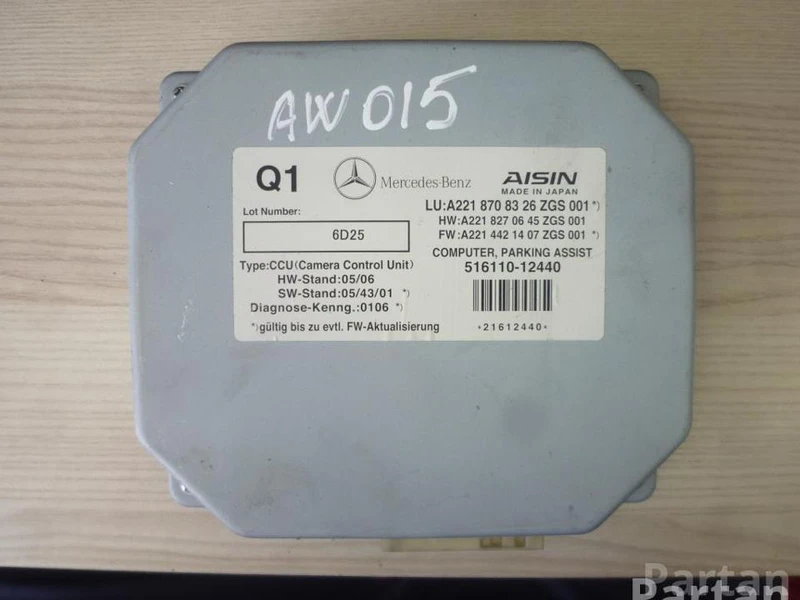 AW015
Q1 Mercedes-Benz AISIN
MADE IN JAPAN
LU:A221 870 83 26 ZGS 001 *)
HW:A221 827 06 45 ZGS 001
FW:A221 442 14 07 ZGS 001 *)
Lot Number:
6D25
COMPUTER, PARKING ASSIST
516110-12440
Type:CCU(Camera Control Unit)
HW-Stand:05/06
SW-Stand:05/43/01 *)
Diagnose-Kenng.:0106 *)
*)gültig bis zu evtl. FW-Aktualisierung
*21612440*
Partan
Partan